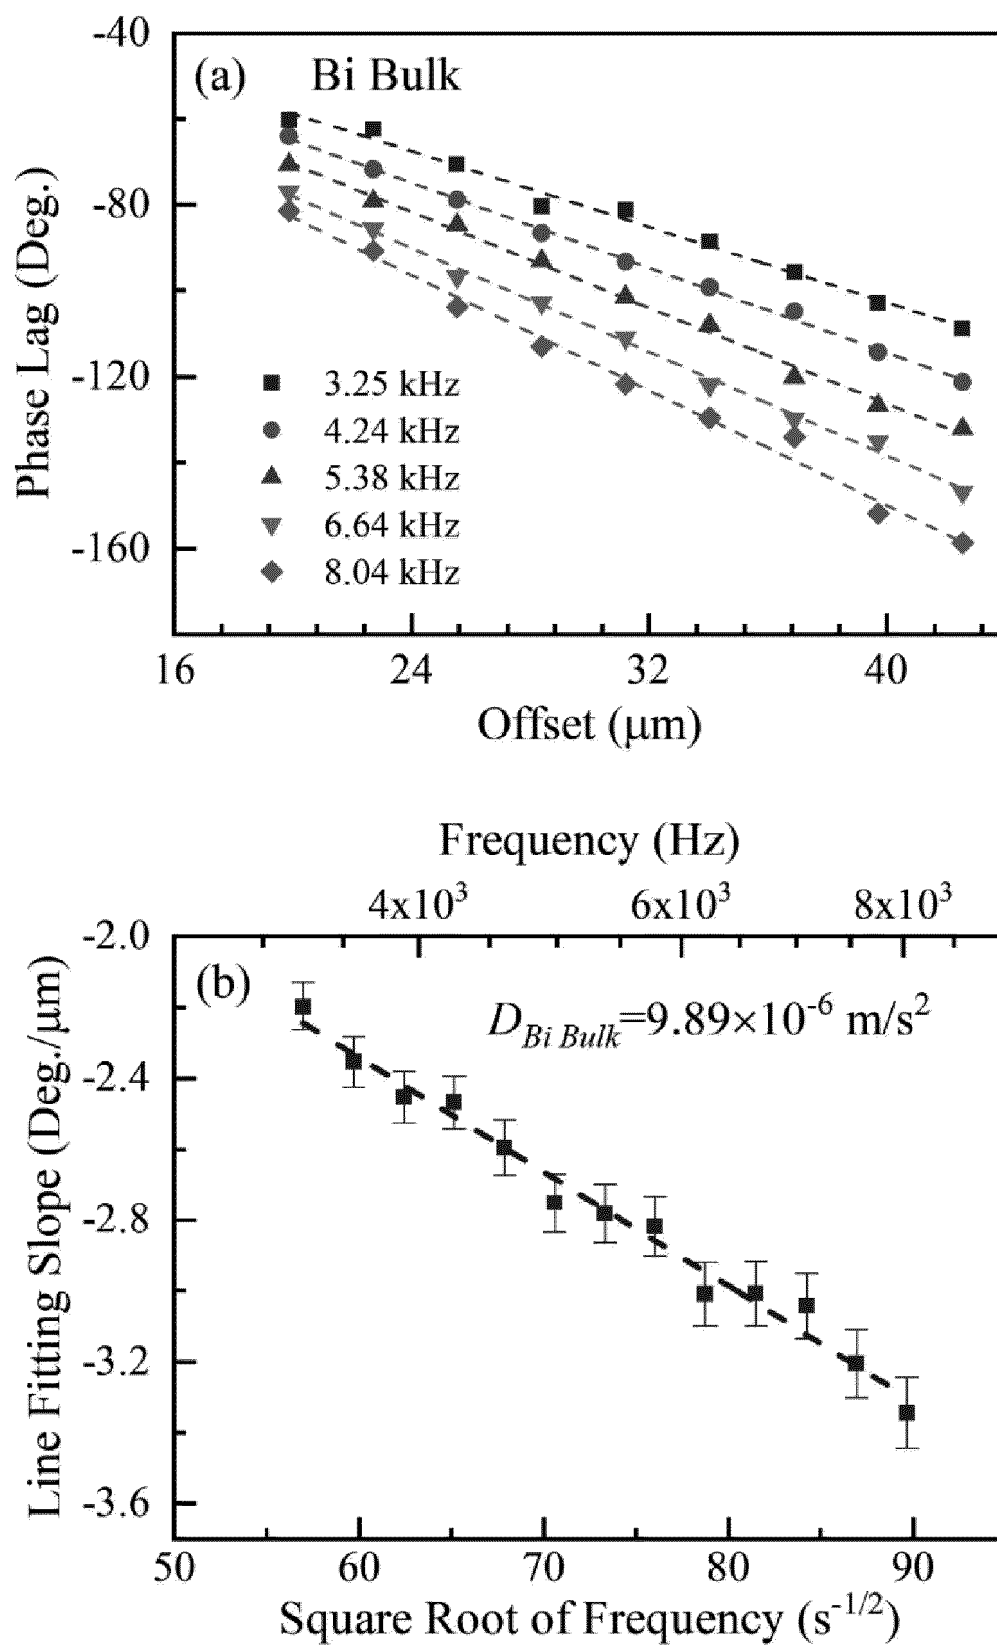 (a) Bi Bulk
-40
-80
-120
-160
Phase Lag (Deg.)
3.25 kHz
4.24 kHz
5.38 kHz
6.64 kHz
8.04 kHz
16 24 32 40
Offset (μm)
Frequency (Hz)
4x10³ 6x10³ 8x10³
(b)
D_{Bi Bulk}=9.89×10⁻⁶ m/s²
-2.0
-2.4
-2.8
-3.2
-3.6
Line Fitting Slope (Deg./μm)
50 60 70 80 90
Square Root of Frequency (s^{-1/2})